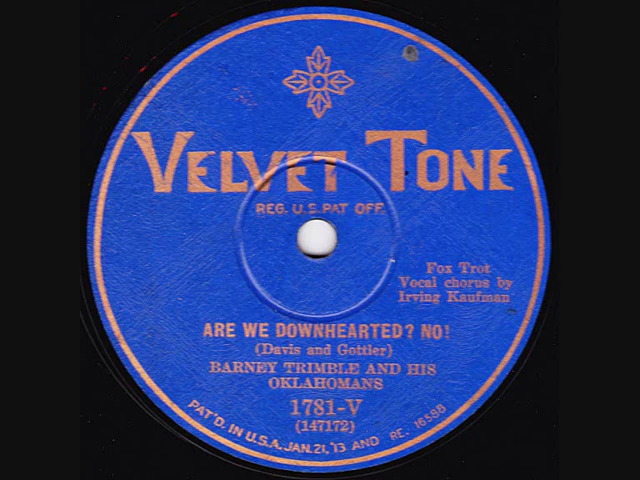 VELVET TONE
REG. U.S. PAT OFF.
Fox Trot
Vocal chorus by
Irving Kaufman
ARE WE DOWNHEARTED? NO!
(Davis and Gottler)
BARNEY TRIMBLE AND HIS
OKLAHOMANS
1781-V
(147172)
PAT'D. IN U.S.A. JAN. 21, '13 AND RE. 16588